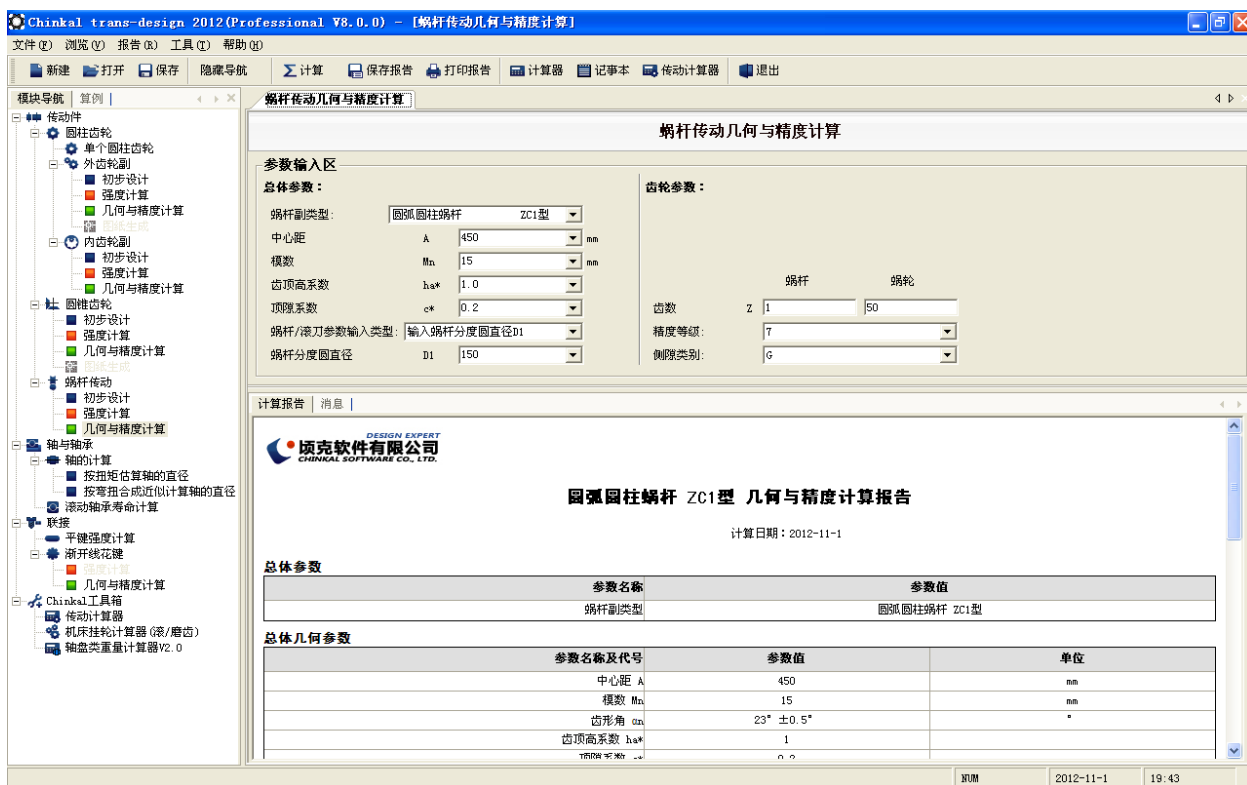 Chinkal trans-design 2012(Professional V8.0.0) - [蜗杆传动几何与精度计算]
文件(F) 浏览(V) 报告(R) 工具(T) 帮助(H)
新建 打开 保存 隐藏导航 计算 保存报告 打印报告 计算器 记事本 传动计算器 退出
模块导航 算例
传动件
圆柱齿轮
单个圆柱齿轮
外齿轮副
初步设计
强度计算
几何与精度计算
图纸生成
内齿轮副
初步设计
强度计算
几何与精度计算
圆锥齿轮
初步设计
强度计算
几何与精度计算
图纸生成
蜗杆传动
初步设计
强度计算
几何与精度计算
轴与轴承
轴的计算
按扭矩估算轴的直径
按弯扭合成近似计算轴的直径
滚动轴承寿命计算
联接
平键强度计算
渐开线花键
强度计算
几何与精度计算
Chinkal工具箱
传动计算器
机床挂轮计算器(滚/磨齿)
轴盘类重量计算器V2.0
蜗杆传动几何与精度计算
蜗杆传动几何与精度计算
参数输入区
总体参数:
蜗杆副类型: 圆弧圆柱蜗杆 ZC1型
中心距 A 450 mm
模数 Mn 15 mm
齿顶高系数 ha* 1.0
顶隙系数 c* 0.2
蜗杆/滚刀参数输入类型: 输入蜗杆分度圆直径D1
蜗杆分度圆直径 D1 150
齿轮参数:
蜗杆 蜗轮
齿数 Z 1 50
精度等级: 7
侧隙类别: G
计算报告 消息
DESIGN EXPERT
顷克软件有限公司
CHINKAL SOFTWARE CO., LTD.
圆弧圆柱蜗杆 ZC1型 几何与精度计算报告
计算日期:2012-11-1
总体参数
参数名称 参数值
蜗杆副类型 圆弧圆柱蜗杆 ZC1型
总体几何参数
参数名称及代号 参数值 单位
中心距 A 450 mm
模数 Mn 15 mm
齿形角 αn 23° ±0.5° °
齿顶高系数 ha* 1
顶隙系数 c* 0.2
NUM 2012-11-1 19:43